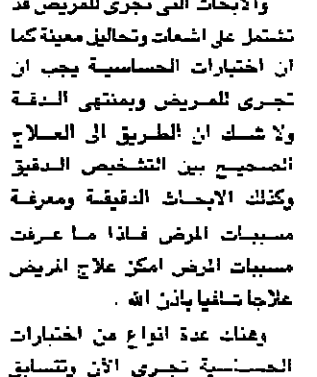 والابحاث التى تجرى للمريض قد
تشتمل على اشعات وتحاليل معينة كما
ان اختبارات الحساسية يجب ان
تجرى للمريض وبمنتهى الدقة
ولا شك ان الطريق الى العلاج
الصحيح بين التشخيص الدقيق
وكذلك الابحاث الدقيقة ومعرفة
مسببات المرض فاذا ما عرفت
مسببات المرض امكن علاج المريض
علاجا شافيا باذن الله .
وهناك عدة انواع من اختبارات
الحساسية تجرى الآن وتتسابق